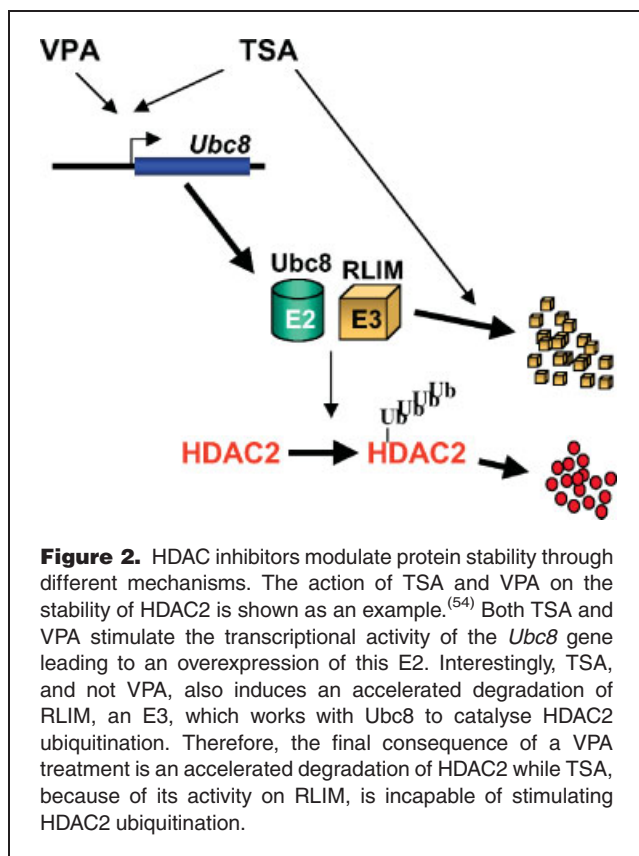 VPA TSA
Ubc8
Ubc8 RLIM
E2 E3
Ub Ub Ub Ub
HDAC2 HDAC2
Figure 2. HDAC inhibitors modulate protein stability through
different mechanisms. The action of TSA and VPA on the
stability of HDAC2 is shown as an example.(54) Both TSA and
VPA stimulate the transcriptional activity of the Ubc8 gene
leading to an overexpression of this E2. Interestingly, TSA,
and not VPA, also induces an accelerated degradation of
RLIM, an E3, which works with Ubc8 to catalyse HDAC2
ubiquitination. Therefore, the final consequence of a VPA
treatment is an accelerated degradation of HDAC2 while TSA,
because of its activity on RLIM, is incapable of stimulating
HDAC2 ubiquitination.